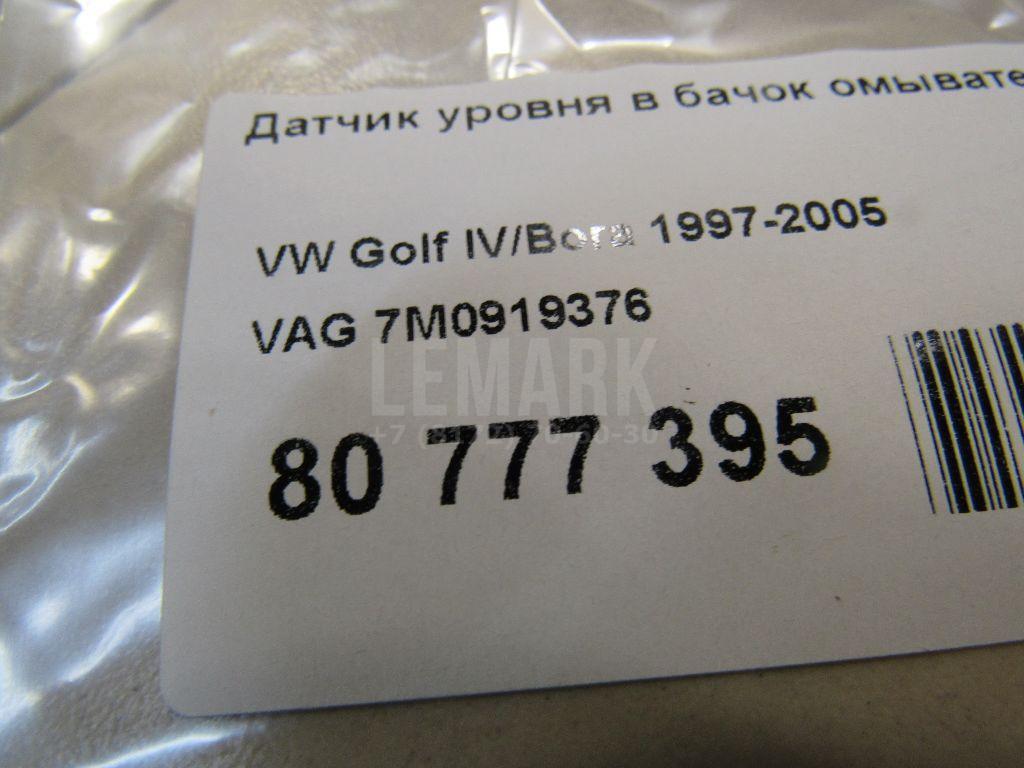 Датчик уровня в бачок омывате
VW Golf IV/Bora 1997-2005
VAG 7M0919376
LEMARK
80 777 395